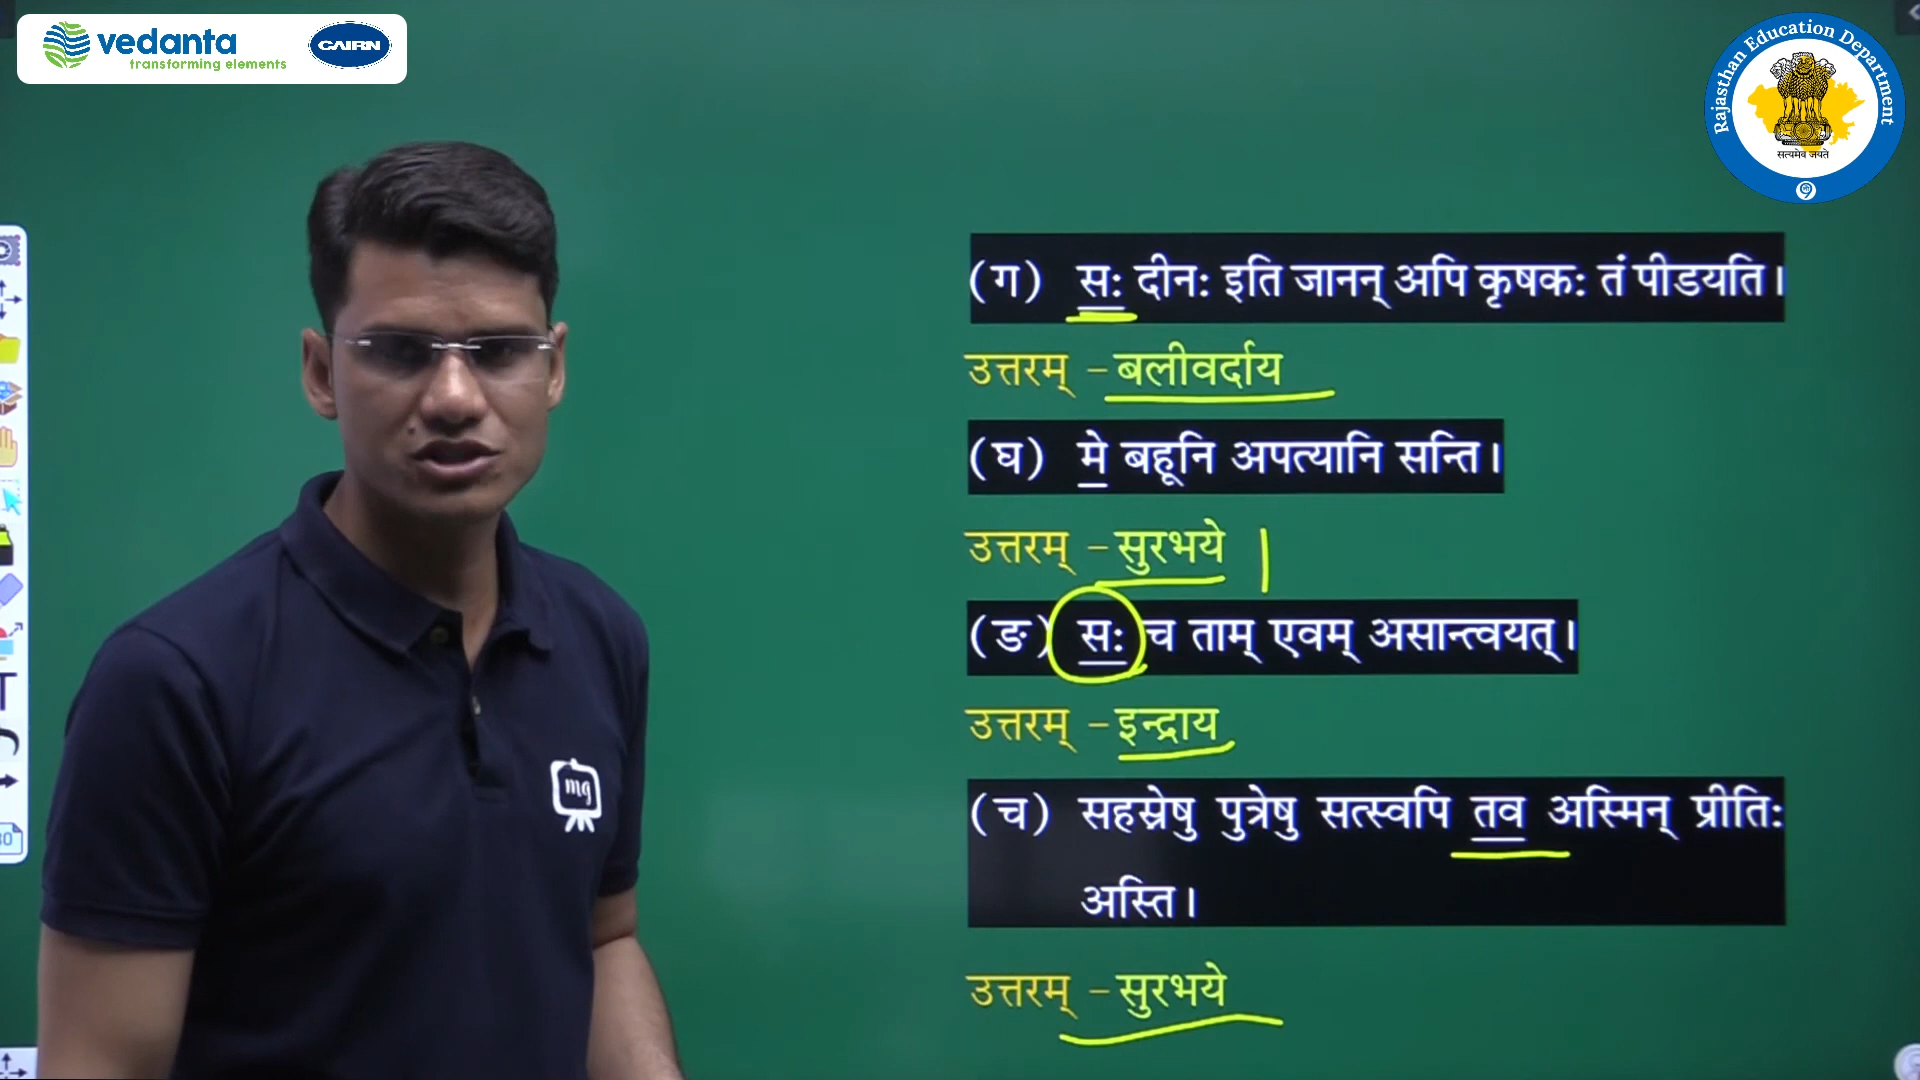 vedanta
transforming elements
CAIRN
Rajasthan Education Department
सत्यमेव जयते
(ग) सः दीनः इति जानन् अपि कृषकः तं पीडयति।
उत्तरम् – बलीवर्दाय
(घ) मे बहूनि अपत्यानि सन्ति।
उत्तरम् – सुरभये |
(ङ) सः च ताम् एवम् असान्त्वयत्।
उत्तरम् – इन्द्राय
(च) सहस्रेषु पुत्रेषु सत्स्वपि तव अस्मिन् प्रीतिः
अस्ति।
उत्तरम् – सुरभये
mg